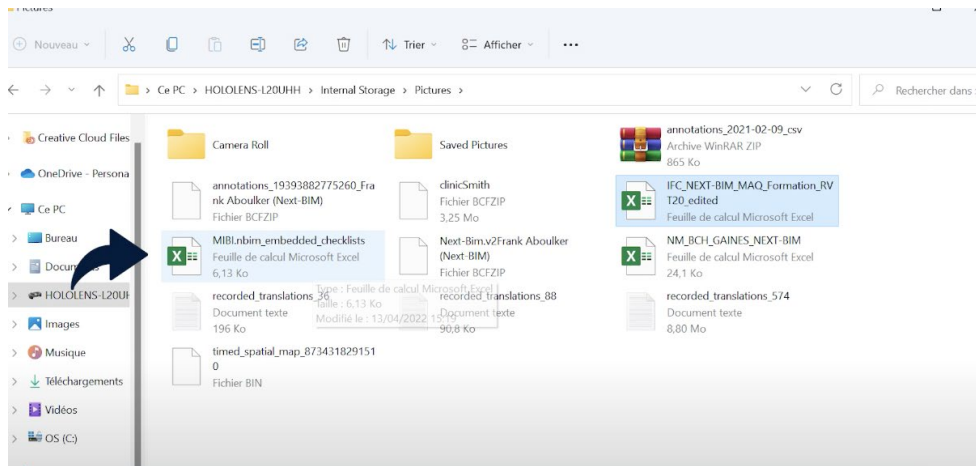 Pictures
Nouveau
Trier
Afficher
Ce PC > HOLOLENS-L20UHH > Internal Storage > Pictures >
Rechercher dans :
Creative Cloud Files
OneDrive - Persona
Ce PC
Bureau
Docum
HOLOLENS-L20UH
Images
Musique
Téléchargements
Vidéos
OS (C:)
Camera Roll
Saved Pictures
annotations_2021-02-09_csv
Archive WinRAR ZIP
865 Ko
annotations_19393882775260_Fra
nk Aboulker (Next-BIM)
Fichier BCFZIP
clinicSmith
Fichier BCFZIP
3,25 Mo
IFC_NEXT-BIM_MAQ_Formation_RV
T20_edited
Feuille de calcul Microsoft Excel
MIBI.nbim_embedded_checklists
Feuille de calcul Microsoft Excel
6,13 Ko
Next-Bim.v2Frank Aboulker
(Next-BIM)
Fichier BCFZIP
NM_BCH_GAINES_NEXT-BIM
Feuille de calcul Microsoft Excel
24,1 Ko
recorded_translations_36
Document texte
196 Ko
Type : Feuille de calcul Microsoft Excel
Taille : 6,13 Ko
Modifié le : 13/04/2022 15:19
recorded_translations_88
Document texte
90,8 Ko
recorded_translations_574
Document texte
8,80 Mo
timed_spatial_map_873431829151
0
Fichier BIN